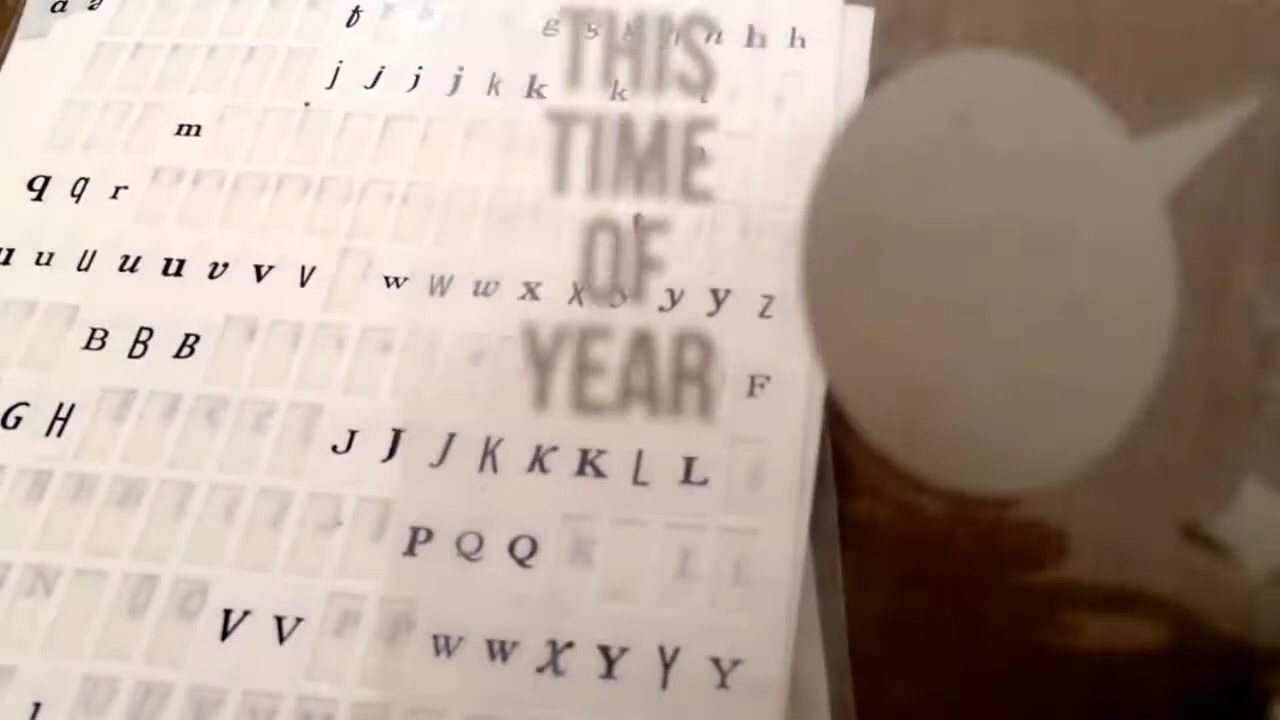 f g s n h h
j j j j k k k
m
q q r
u u u u u v v v w w w x x y y y z
B B B
F
G H J J J K K K L L
P Q Q
V V W W X Y Y Y
THIS
TIME
OF
YEAR